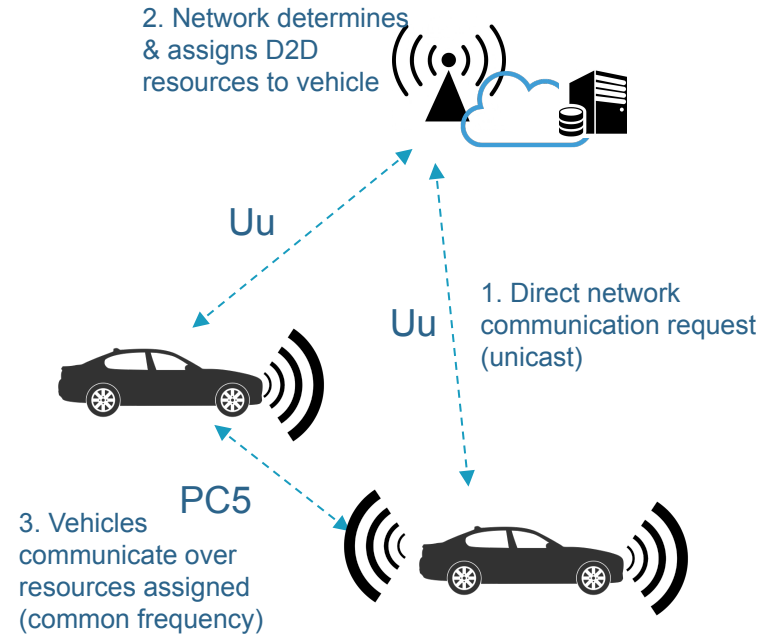 2. Network determines
& assigns D2D
resources to vehicle
Uu
Uu
1. Direct network
communication request
(unicast)
PC5
3. Vehicles
communicate over
resources assigned
(common frequency)